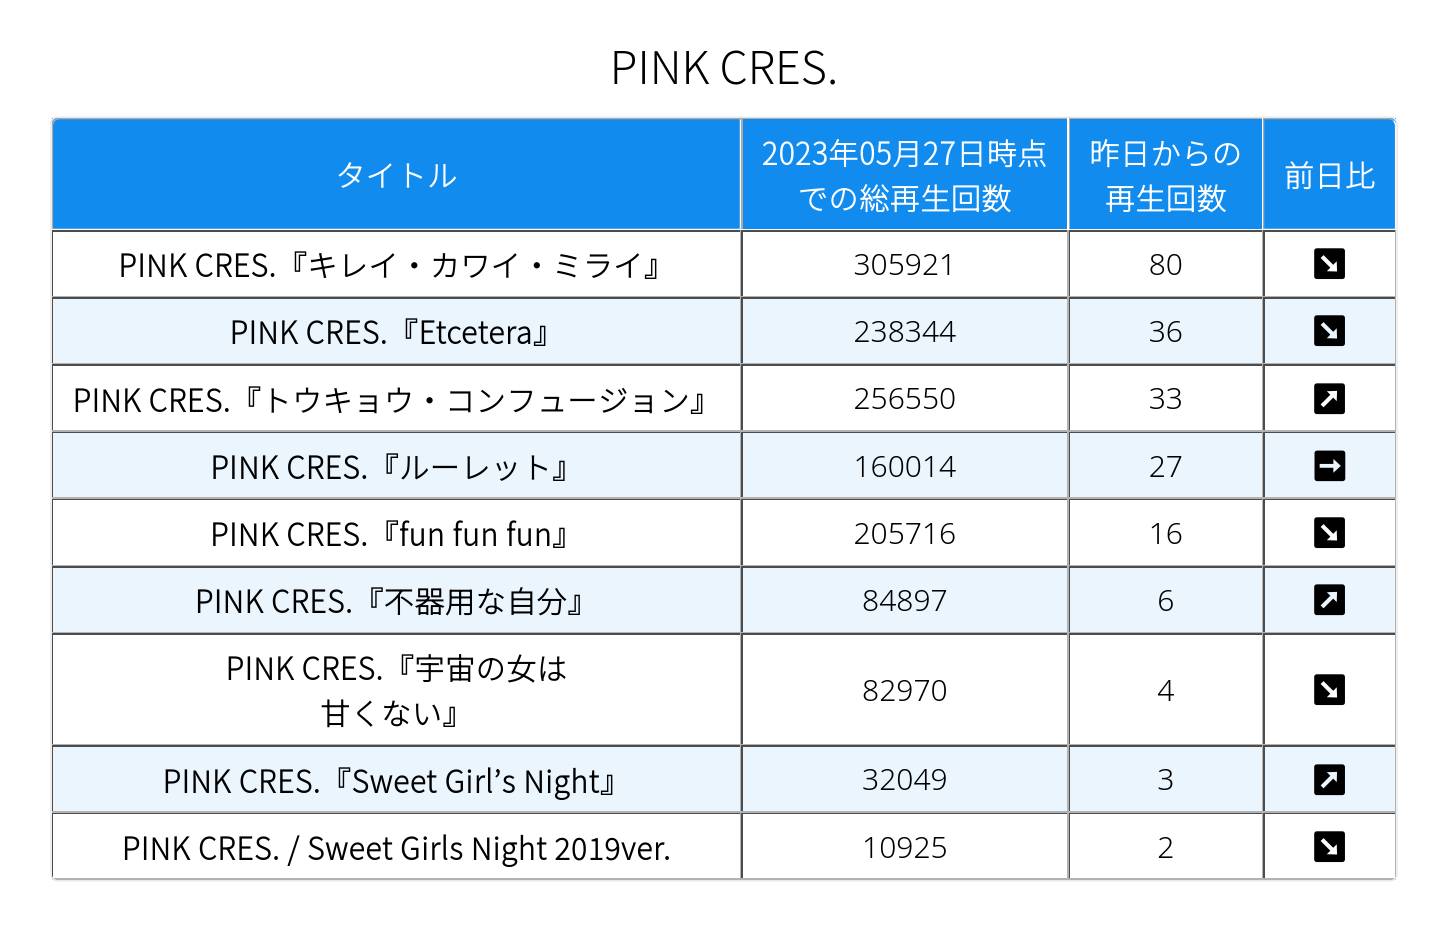 PINK CRES.
タイトル
2023年05月27日時点
での総再生回数
昨日からの
再生回数
前日比
PINK CRES.『キレイ・カワイ・ミライ』 305921 80 ↘
PINK CRES.『Etcetera』 238344 36 ↘
PINK CRES.『トウキョウ・コンフュージョン』 256550 33 ↗
PINK CRES.『ルーレット』 160014 27 →
PINK CRES.『fun fun fun』 205716 16 ↘
PINK CRES.『不器用な自分』 84897 6 ↗
PINK CRES.『宇宙の女は
甘くない』 82970 4 ↘
PINK CRES.『Sweet Girl’s Night』 32049 3 ↗
PINK CRES. / Sweet Girls Night 2019ver. 10925 2 ↘